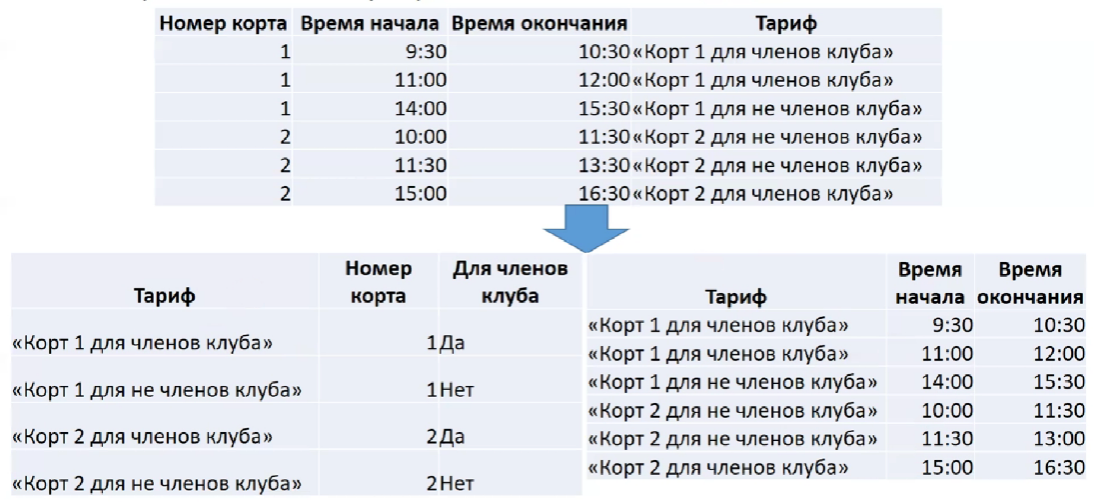 Номер корта Время начала Время окончания Тариф
1 9:30 10:30 «Корт 1 для членов клуба»
1 11:00 12:00 «Корт 1 для членов клуба»
1 14:00 15:30 «Корт 1 для не членов клуба»
2 10:00 11:30 «Корт 2 для не членов клуба»
2 11:30 13:30 «Корт 2 для не членов клуба»
2 15:00 16:30 «Корт 2 для членов клуба»
Тариф Номер корта Для членов клуба
«Корт 1 для членов клуба» 1 Да
«Корт 1 для не членов клуба» 1 Нет
«Корт 2 для членов клуба» 2 Да
«Корт 2 для не членов клуба» 2 Нет
Тариф Время начала Время окончания
«Корт 1 для членов клуба» 9:30 10:30
«Корт 1 для членов клуба» 11:00 12:00
«Корт 1 для не членов клуба» 14:00 15:30
«Корт 2 для не членов клуба» 10:00 11:30
«Корт 2 для не членов клуба» 11:30 13:00
«Корт 2 для членов клуба» 15:00 16:30